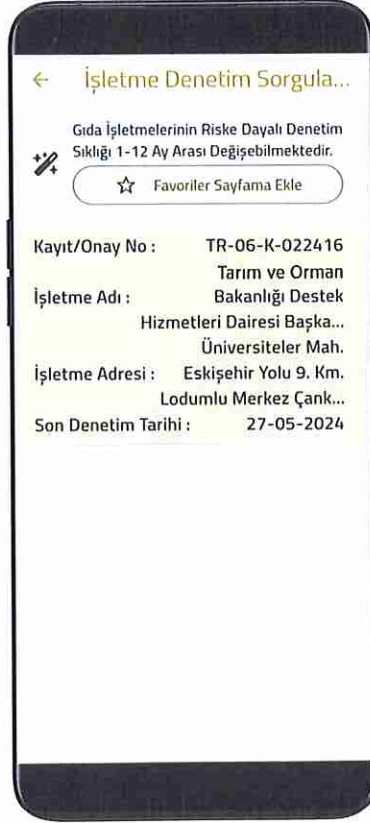 İşletme Denetim Sorgula...
Gıda İşletmelerinin Riske Dayalı Denetim
Sıklığı 1-12 Ay Arası Değişebilmektedir.
Favoriler Sayfama Ekle
Kayıt/Onay No : TR-06-K-022416
Tarım ve Orman
İşletme Adı : Bakanlığı Destek
Hizmetleri Dairesi Başka...
Üniversiteler Mah.
İşletme Adresi : Eskişehir Yolu 9. Km.
Lodumlu Merkez Çank...
Son Denetim Tarihi : 27-05-2024